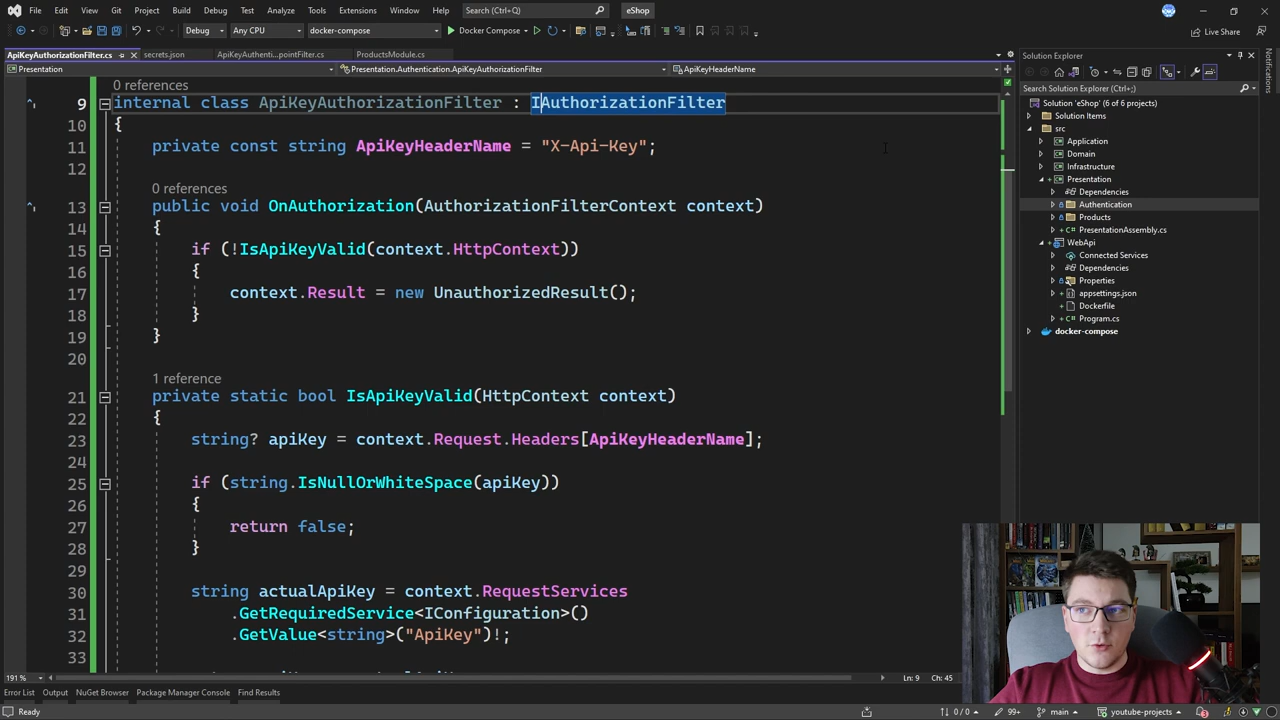 File Edit View Git Project Build Debug Test Analyze Tools Extensions Window Help Search (Ctrl+Q) eShop
Debug Any CPU docker-compose Docker Compose Live Share
ApiKeyAuthorizationFilter.cs secrets.json ApiKeyAuthenti...pointFilter.cs ProductsModule.cs
Presentation Presentation.Authentication.ApiKeyAuthorizationFilter ApiKeyHeaderName
0 references
9 internal class ApiKeyAuthorizationFilter : IAuthorizationFilter
10 {
11 private const string ApiKeyHeaderName = "X-Api-Key";
12
0 references
13 public void OnAuthorization(AuthorizationFilterContext context)
14 {
15 if (!IsApiKeyValid(context.HttpContext))
16 {
17 context.Result = new UnauthorizedResult();
18 }
19 }
20
1 reference
21 private static bool IsApiKeyValid(HttpContext context)
22 {
23 string? apiKey = context.Request.Headers[ApiKeyHeaderName];
24
25 if (string.IsNullOrWhiteSpace(apiKey))
26 {
27 return false;
28 }
29
30 string actualApiKey = context.RequestServices
31 .GetRequiredService<IConfiguration>()
32 .GetValue<string>("ApiKey")!;
33
191 % Ln: 9 Ch: 45
Solution Explorer
Search Solution Explorer (Ctrl+;)
Solution 'eShop' (6 of 6 projects)
Solution Items
src
Application
Domain
Infrastructure
Presentation
Dependencies
Authentication
Products
PresentationAssembly.cs
WebApi
Connected Services
Dependencies
Properties
appsettings.json
Dockerfile
Program.cs
docker-compose
Notifications
Error List Output NuGet Browser Package Manager Console Find Results
Ready 0 / 0 99+ main youtube-projects